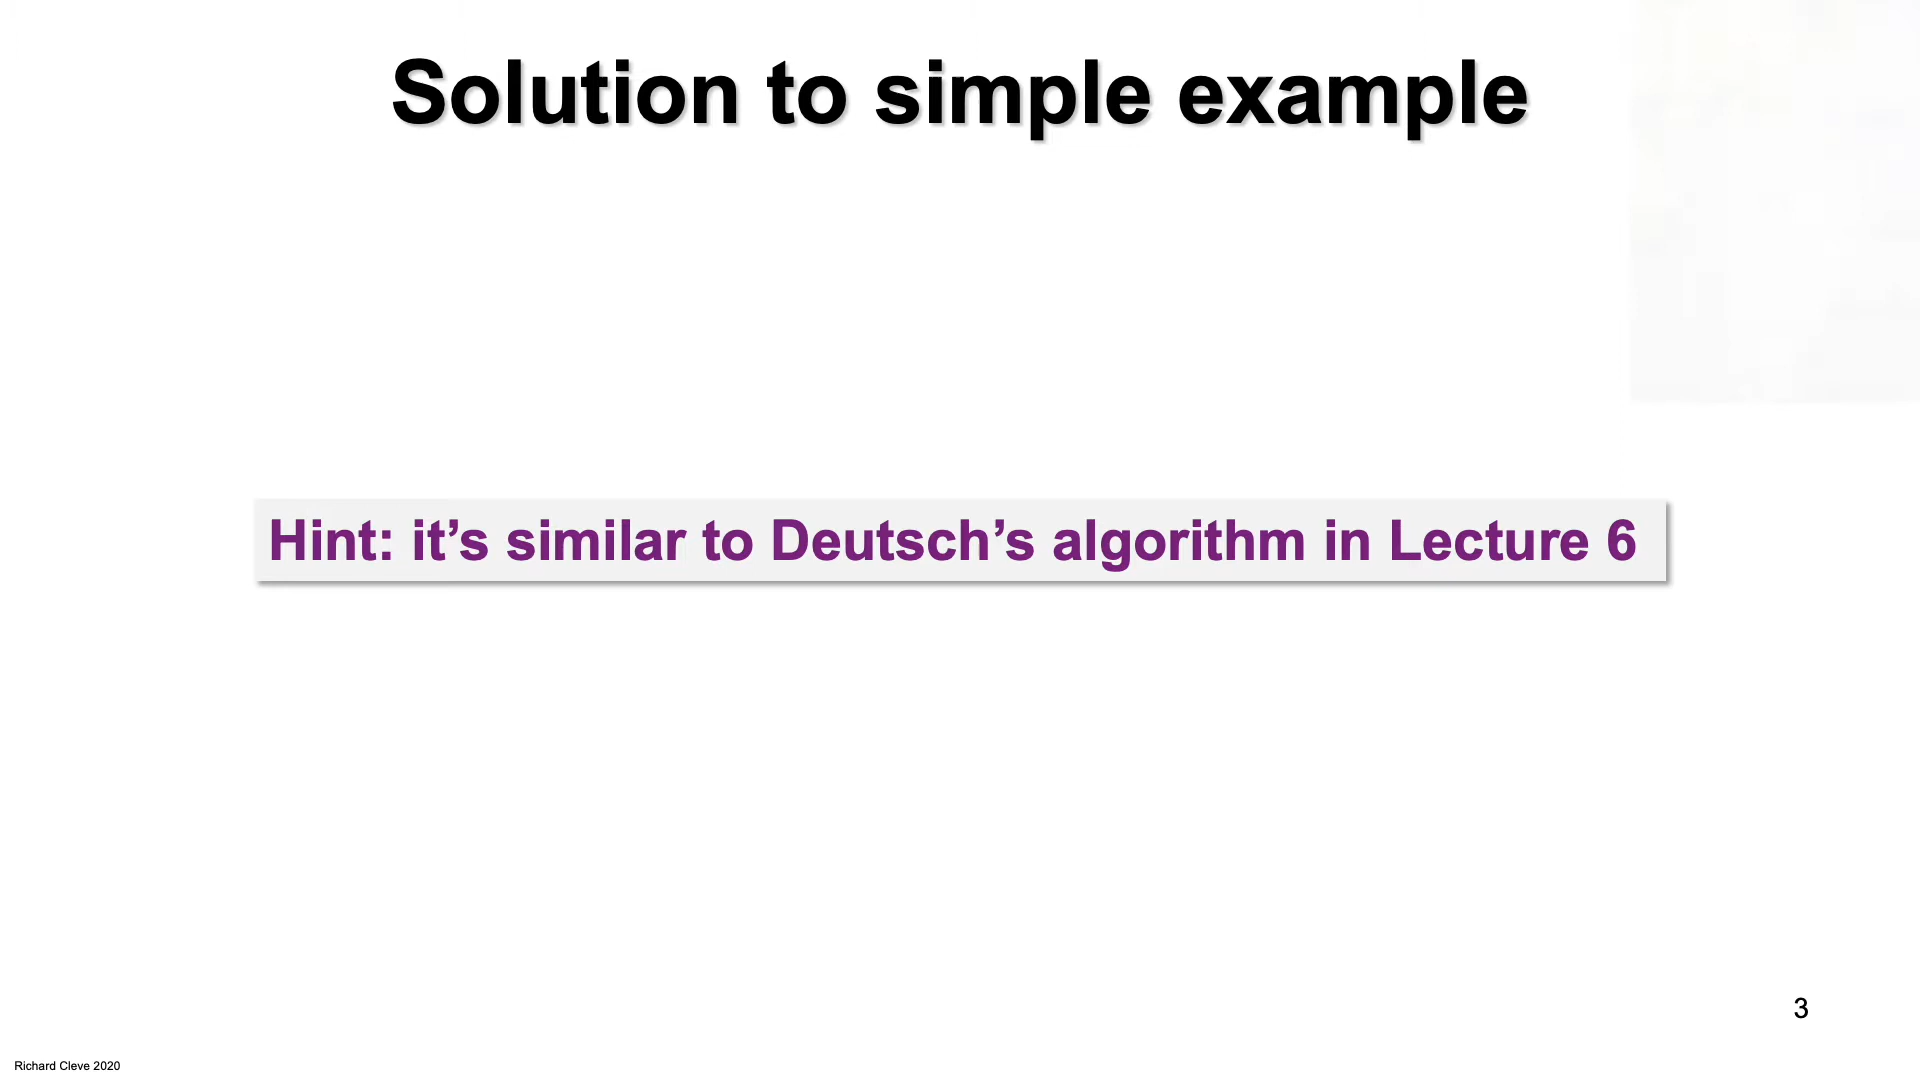 Solution to simple example
Hint: it’s similar to Deutsch’s algorithm in Lecture 6
3
Richard Cleve 2020